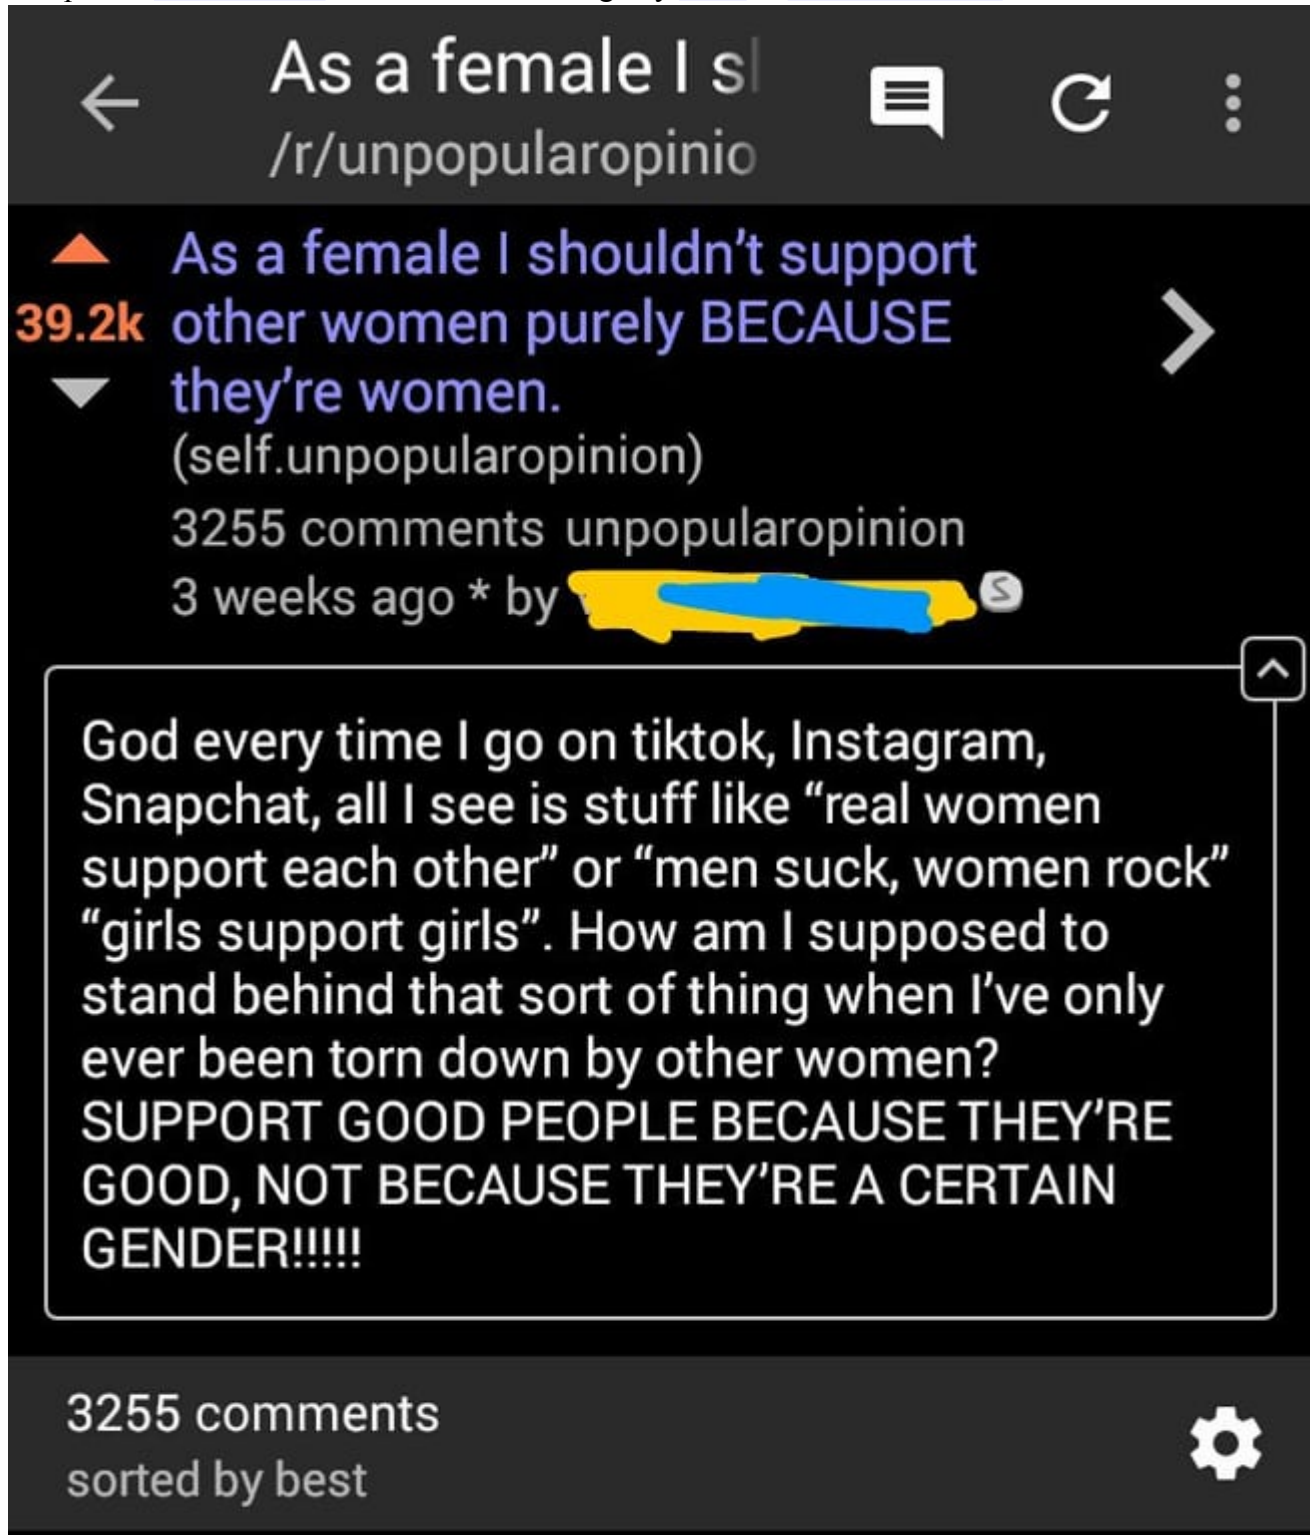 As a female I s
/r/unpopularopinio
As a female I shouldn't support
39.2k other women purely BECAUSE
they're women.
(self.unpopularopinion)
3255 comments unpopularopinion
3 weeks ago * by
S
God every time I go on tiktok, Instagram,
Snapchat, all I see is stuff like “real women
support each other” or “men suck, women rock”
“girls support girls”. How am I supposed to
stand behind that sort of thing when I've only
ever been torn down by other women?
SUPPORT GOOD PEOPLE BECAUSE THEY'RE
GOOD, NOT BECAUSE THEY'RE A CERTAIN
GENDER!!!!!
3255 comments
sorted by best